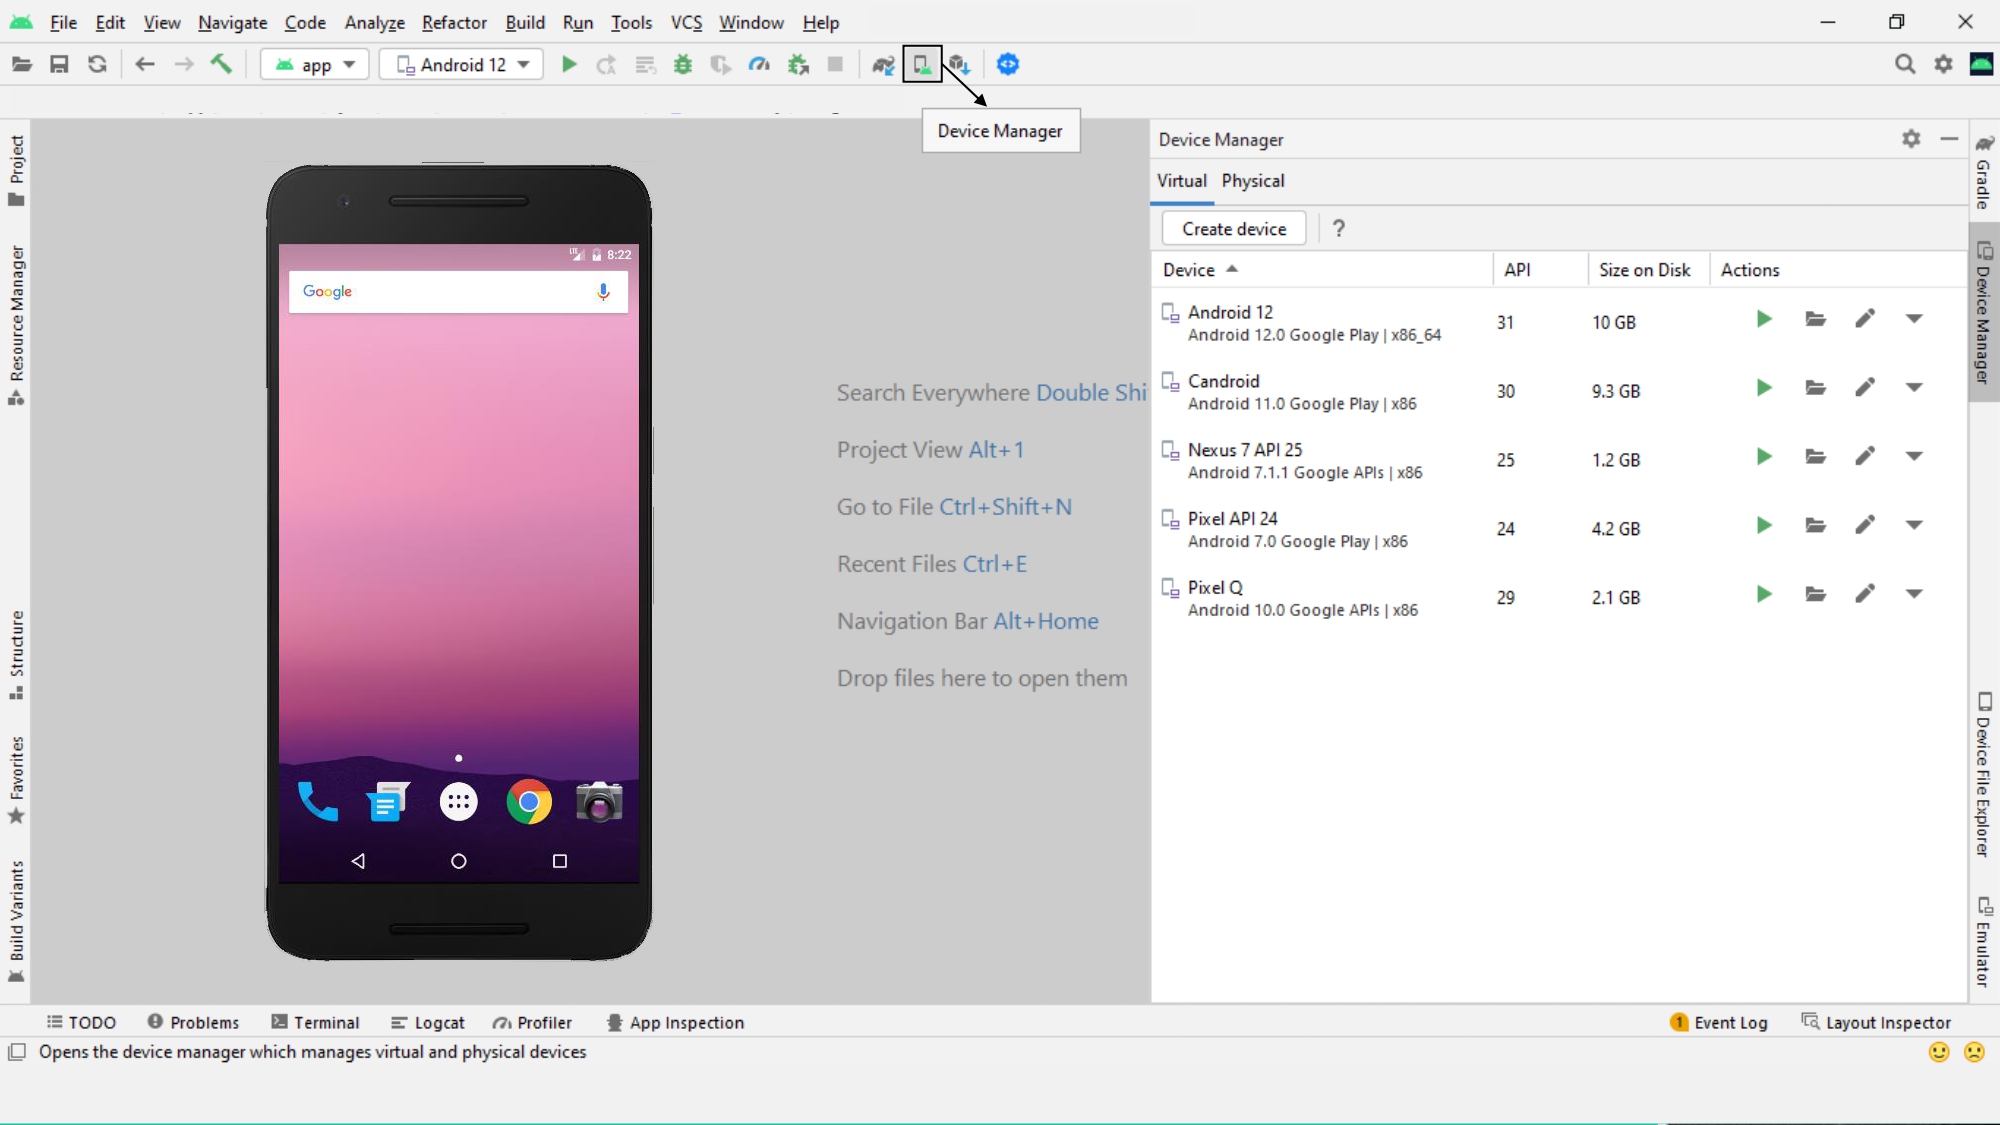 File Edit View Navigate Code Analyze Refactor Build Run Tools VCS Window Help
app Android 12
Device Manager
Project
Resource Manager
Structure
Favorites
Build Variants
LTE 8:22
Google
Search Everywhere Double Shi
Project View Alt+1
Go to File Ctrl+Shift+N
Recent Files Ctrl+E
Navigation Bar Alt+Home
Drop files here to open them
Device Manager
Virtual Physical
Create device ?
Device API Size on Disk Actions
Android 12
Android 12.0 Google Play | x86_64
31 10 GB
Candroid
Android 11.0 Google Play | x86
30 9.3 GB
Nexus 7 API 25
Android 7.1.1 Google APIs | x86
25 1.2 GB
Pixel API 24
Android 7.0 Google Play | x86
24 4.2 GB
Pixel Q
Android 10.0 Google APIs | x86
29 2.1 GB
Gradle
Device Manager
Device File Explorer
Emulator
TODO Problems Terminal Logcat Profiler App Inspection 1 Event Log Layout Inspector
Opens the device manager which manages virtual and physical devices